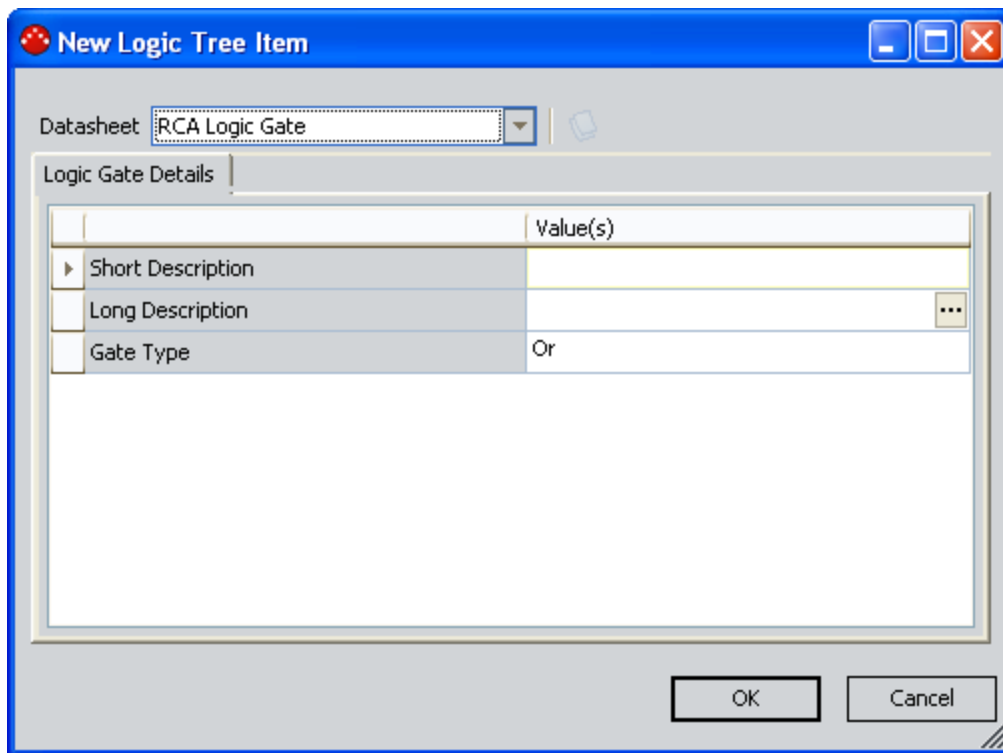 New Logic Tree Item
Datasheet RCA Logic Gate
Logic Gate Details
Value(s)
Short Description
Long Description ...
Gate Type Or
OK Cancel